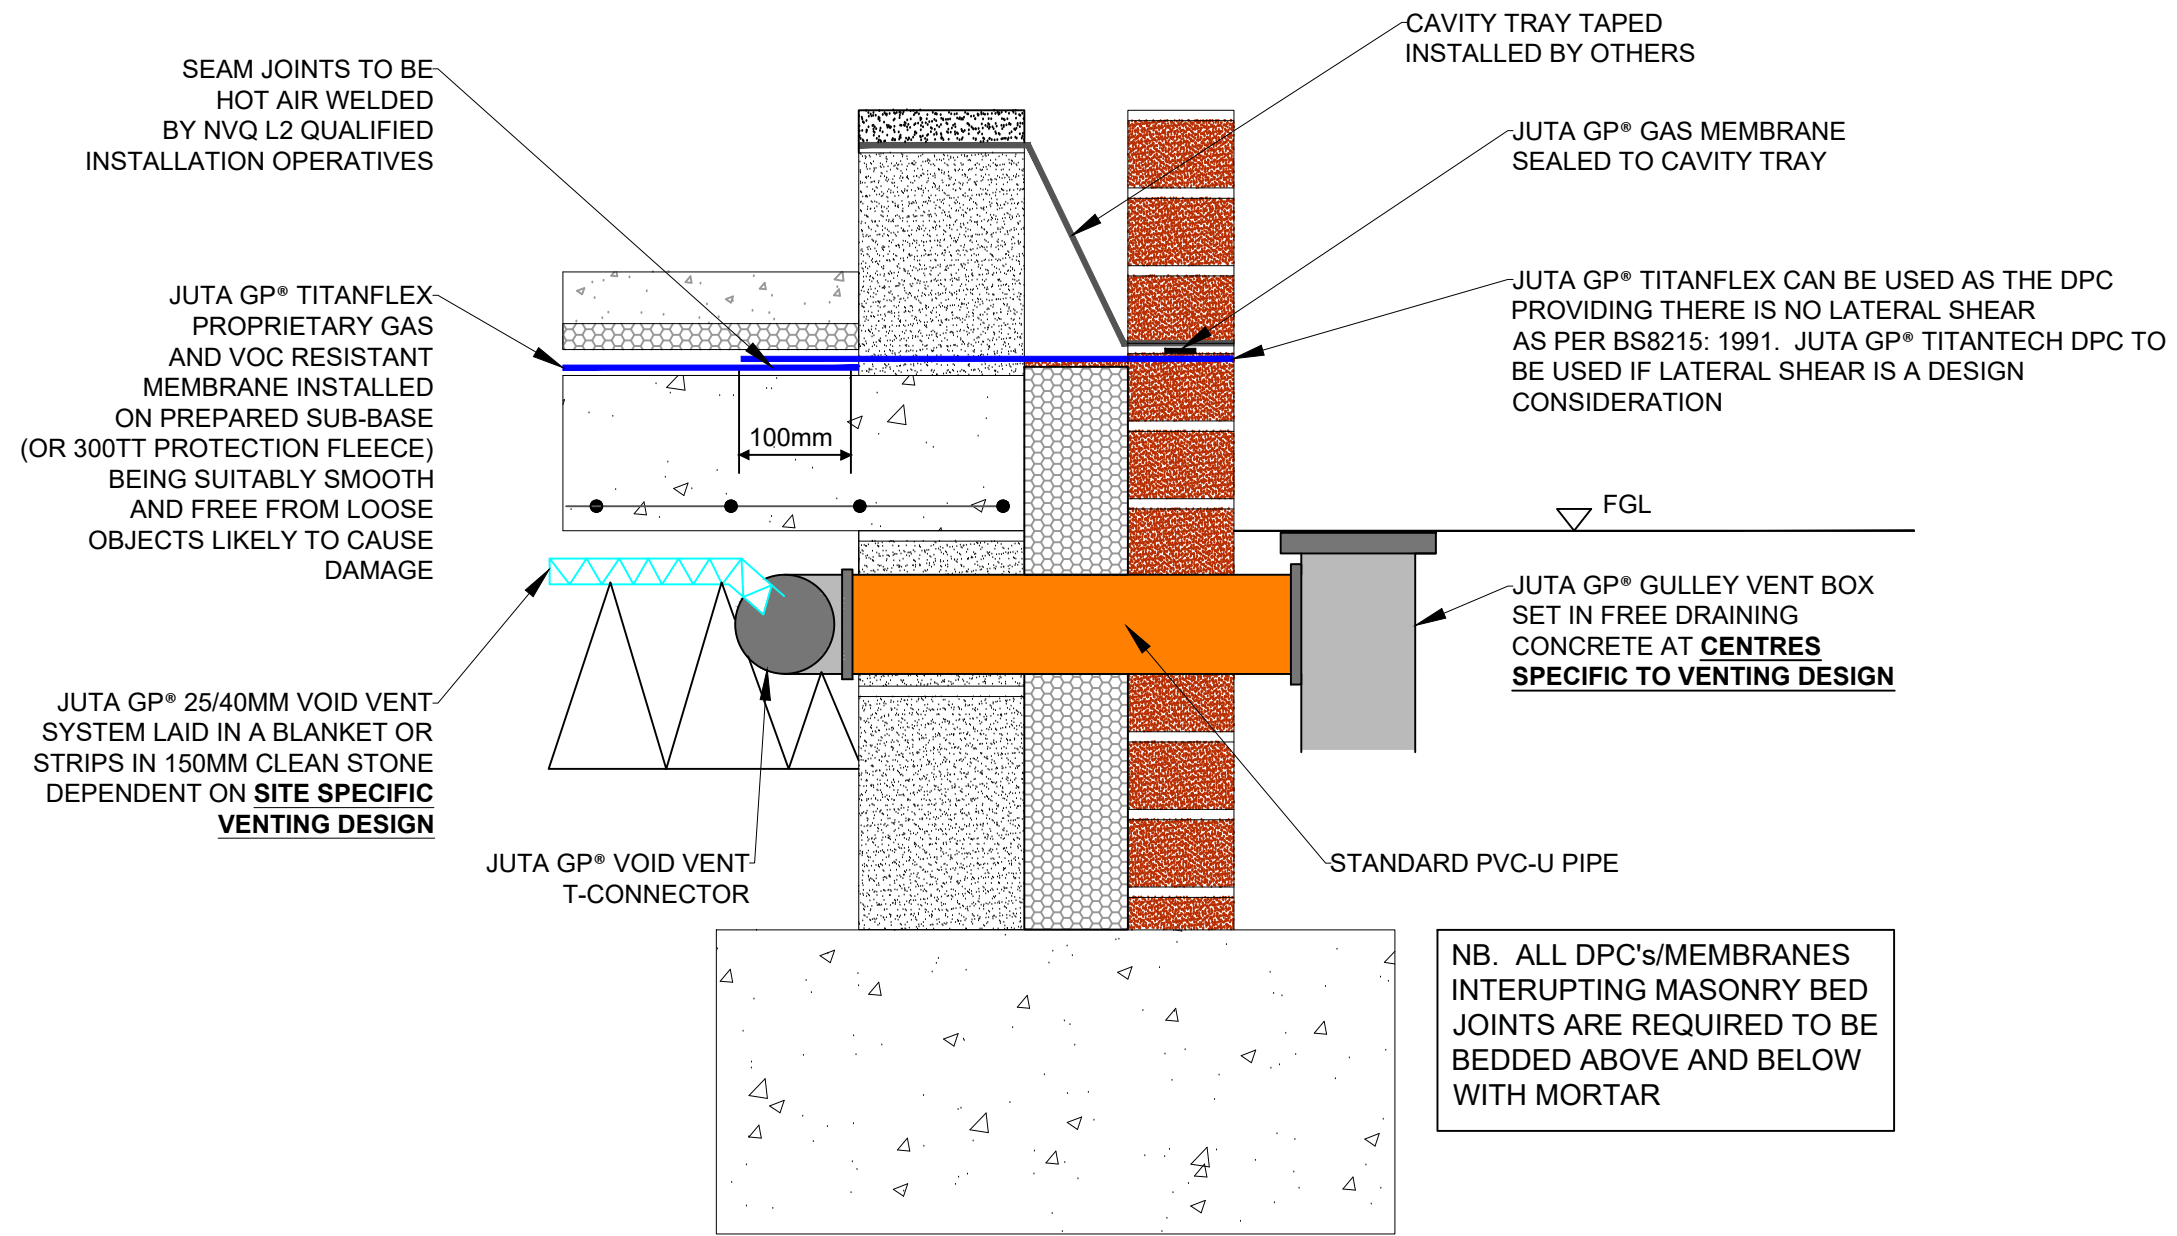 CAVITY TRAY TAPED
INSTALLED BY OTHERS
SEAM JOINTS TO BE
HOT AIR WELDED
BY NVQ L2 QUALIFIED
INSTALLATION OPERATIVES
JUTA GP® GAS MEMBRANE
SEALED TO CAVITY TRAY
JUTA GP® TITANFLEX
PROPRIETARY GAS
AND VOC RESISTANT
MEMBRANE INSTALLED
ON PREPARED SUB-BASE
(OR 300TT PROTECTION FLEECE)
BEING SUITABLY SMOOTH
AND FREE FROM LOOSE
OBJECTS LIKELY TO CAUSE
DAMAGE
JUTA GP® TITANFLEX CAN BE USED AS THE DPC
PROVIDING THERE IS NO LATERAL SHEAR
AS PER BS8215: 1991.  JUTA GP® TITANTECH DPC TO
BE USED IF LATERAL SHEAR IS A DESIGN
CONSIDERATION
100mm
FGL
JUTA GP® GULLEY VENT BOX
SET IN FREE DRAINING
CONCRETE AT CENTRES
SPECIFIC TO VENTING DESIGN
JUTA GP® 25/40MM VOID VENT
SYSTEM LAID IN A BLANKET OR
STRIPS IN 150MM CLEAN STONE
DEPENDENT ON SITE SPECIFIC
VENTING DESIGN
JUTA GP® VOID VENT
T-CONNECTOR
STANDARD PVC-U PIPE
NB.  ALL DPC's/MEMBRANES
INTERUPTING MASONRY BED
JOINTS ARE REQUIRED TO BE
BEDDED ABOVE AND BELOW
WITH MORTAR